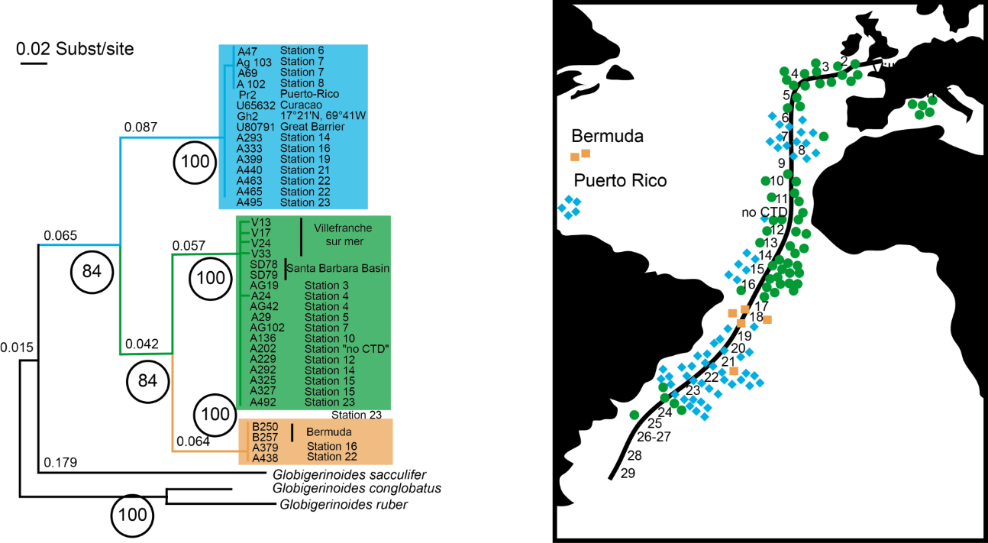 0.02 Subst/site
A47 Station 6
Ag 103 Station 7
A69 Station 7
A 102 Station 8
Pr2 Puerto-Rico
U65632 Curacao
Gh2 17°21'N, 69°41W
U80791 Great Barrier
A293 Station 14
A333 Station 16
A399 Station 19
A440 Station 21
A463 Station 22
A465 Station 22
A495 Station 23
0.087
100
V13
V17
V24
V33
Villefranche
sur mer
SD78
SD79
Santa Barbara Basin
AG19 Station 3
A24 Station 4
AG42 Station 4
A29 Station 5
AG102 Station 7
A136 Station 10
A202 Station "no CTD"
A229 Station 12
A292 Station 14
A325 Station 15
A327 Station 15
A492 Station 23
Station 23
0.065
84
0.057
100
0.042
84
100
0.064
B250
B257
Bermuda
A379 Station 16
A438 Station 22
0.015
0.179
Globigerinoides sacculifer
Globigerinoides conglobatus
Globigerinoides ruber
100
Bermuda
Puerto Rico
2
3
4
5
6
7
8
9
10
11
no CTD
12
13
14
15
16
17
18
19
20
21
22
23
24
25
26-27
28
29